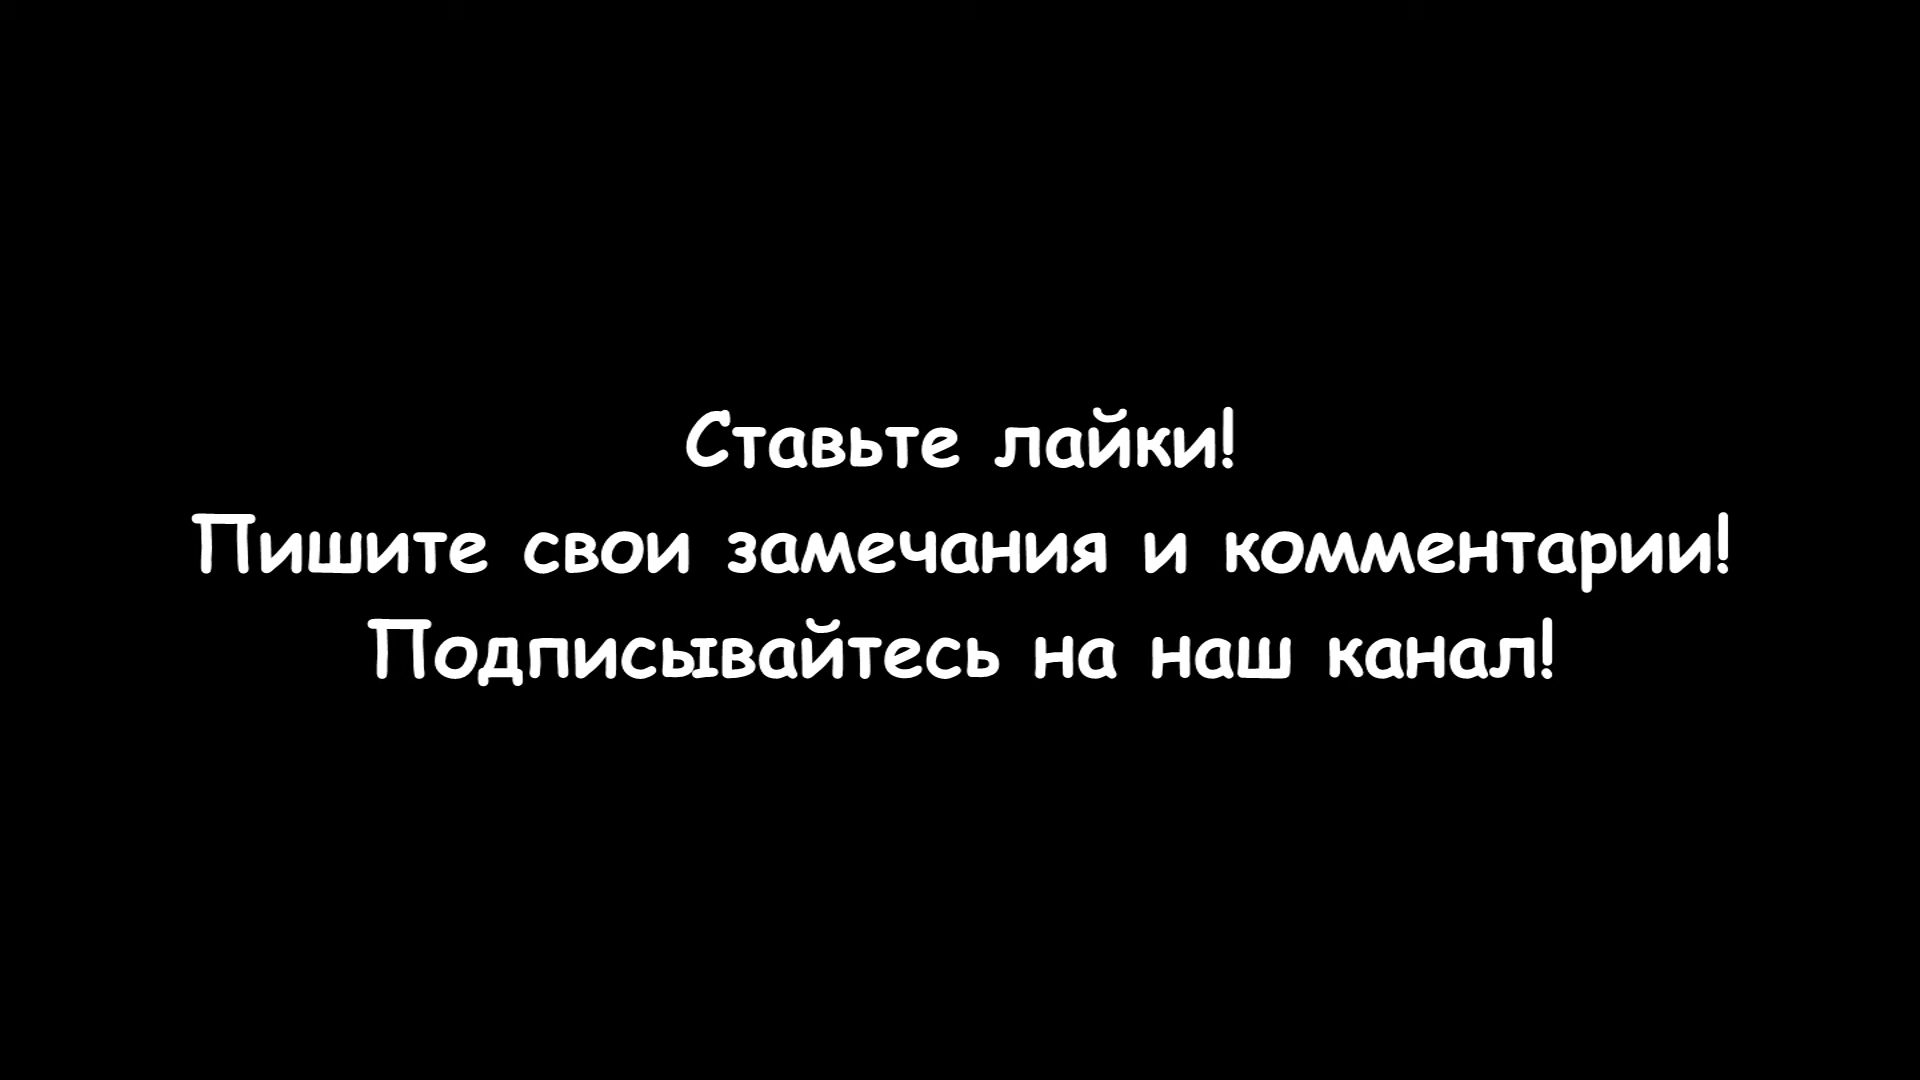 Ставьте лайки!
Пишите свои замечания и комментарии!
Подписывайтесь на наш канал!